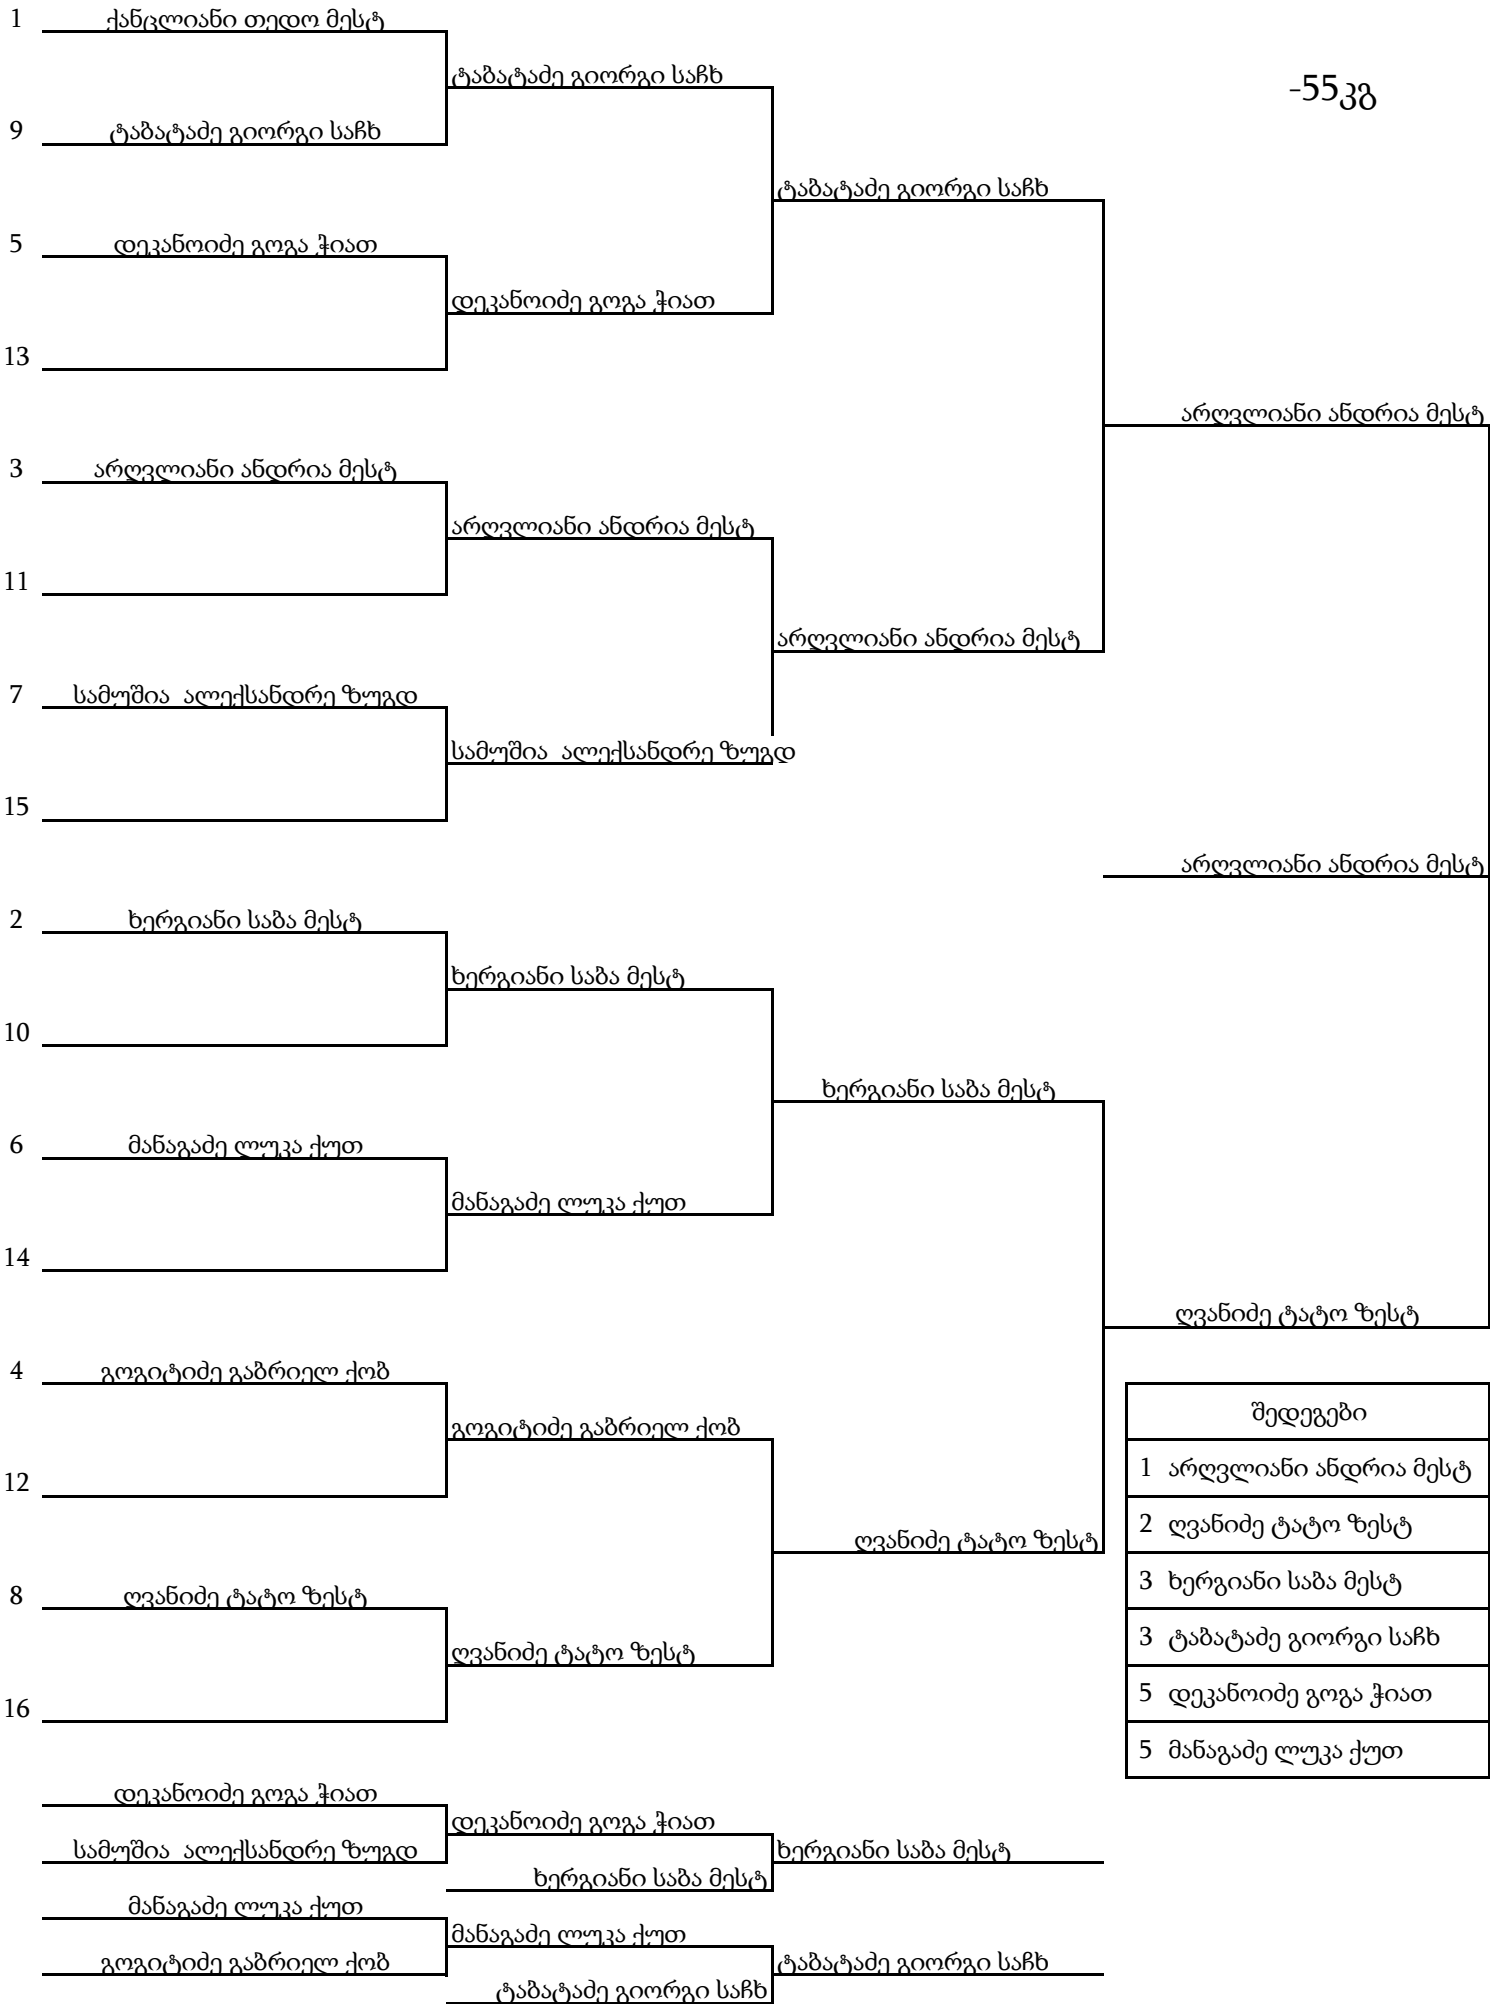 1 ქანცლიანი თედო მესტ
ტაბატაძე გიორგი საჩხ
-55კგ
9 ტაბატაძე გიორგი საჩხ
ტაბატაძე გიორგი საჩხ
5 დეკანოიძე გოგა ჭიათ
დეკანოიძე გოგა ჭიათ
13
არღვლიანი ანდრია მესტ
3 არღვლიანი ანდრია მესტ
არღვლიანი ანდრია მესტ
11
არღვლიანი ანდრია მესტ
7 სამუშია ალექსანდრე ზუგდ
სამუშია ალექსანდრე ზუგდ
15
არღვლიანი ანდრია მესტ
2 ხერგიანი საბა მესტ
ხერგიანი საბა მესტ
10
ხერგიანი საბა მესტ
6 მანაგაძე ლუკა ქუთ
მანაგაძე ლუკა ქუთ
14
ღვანიძე ტატო ზესტ
4 გოგიტიძე გაბრიელ ქობ
გოგიტიძე გაბრიელ ქობ
12
ღვანიძე ტატო ზესტ
8 ღვანიძე ტატო ზესტ
ღვანიძე ტატო ზესტ
16
შედეგები
1 არღვლიანი ანდრია მესტ
2 ღვანიძე ტატო ზესტ
3 ხერგიანი საბა მესტ
3 ტაბატაძე გიორგი საჩხ
5 დეკანოიძე გოგა ჭიათ
5 მანაგაძე ლუკა ქუთ
დეკანოიძე გოგა ჭიათ
დეკანოიძე გოგა ჭიათ
სამუშია ალექსანდრე ზუგდ
ხერგიანი საბა მესტ
ხერგიანი საბა მესტ
მანაგაძე ლუკა ქუთ
მანაგაძე ლუკა ქუთ
გოგიტიძე გაბრიელ ქობ
ტაბატაძე გიორგი საჩხ
ტაბატაძე გიორგი საჩხ